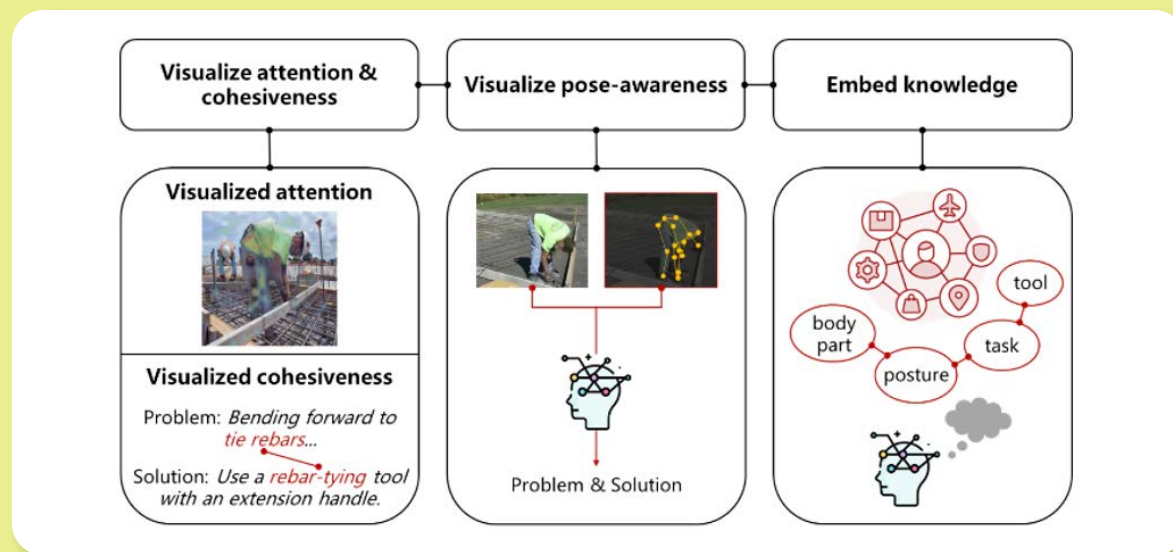 Visualize attention &
cohesiveness
Visualize pose-awareness
Embed knowledge
Visualized attention
Visualized cohesiveness
Problem: Bending forward to
tie rebars...
Solution: Use a rebar-tying tool
with an extension handle.
Problem & Solution
tool
body
part
task
posture